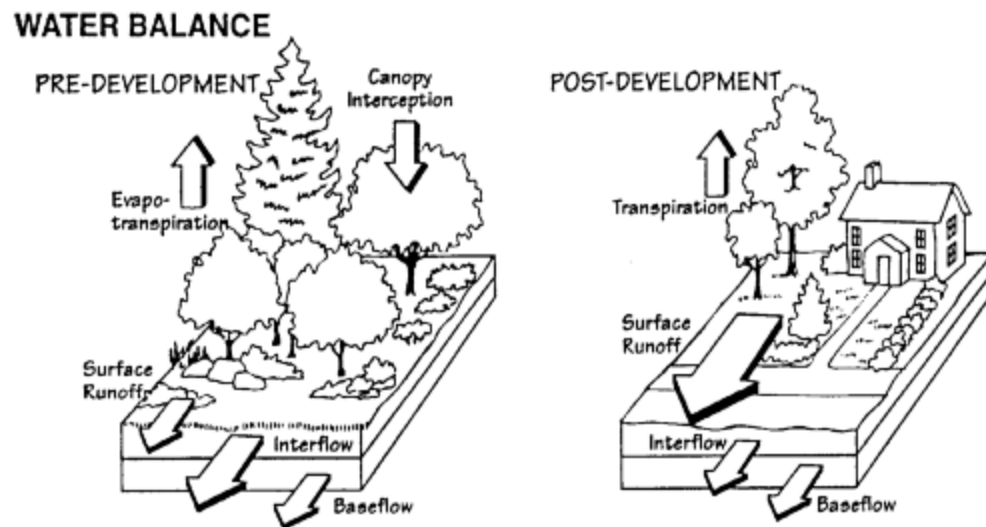 WATER BALANCE
PRE-DEVELOPMENT
Canopy
Interception
Evapo-
transpiration
Surface
Runoff
Interflow
Baseflow
POST-DEVELOPMENT
Transpiration
Surface
Runoff
Interflow
Baseflow